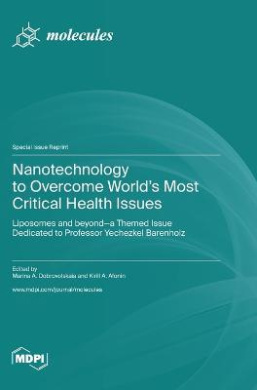 molecules
Special Issue Reprint
Nanotechnology
to Overcome World's Most
Critical Health Issues
Liposomes and beyond—a Themed Issue
Dedicated to Professor Yechezkel Barenholz
Edited by
Marina A. Dobrovolskaia and Kirill A. Afonin
www.mdpi.com/journal/molecules
MDPI